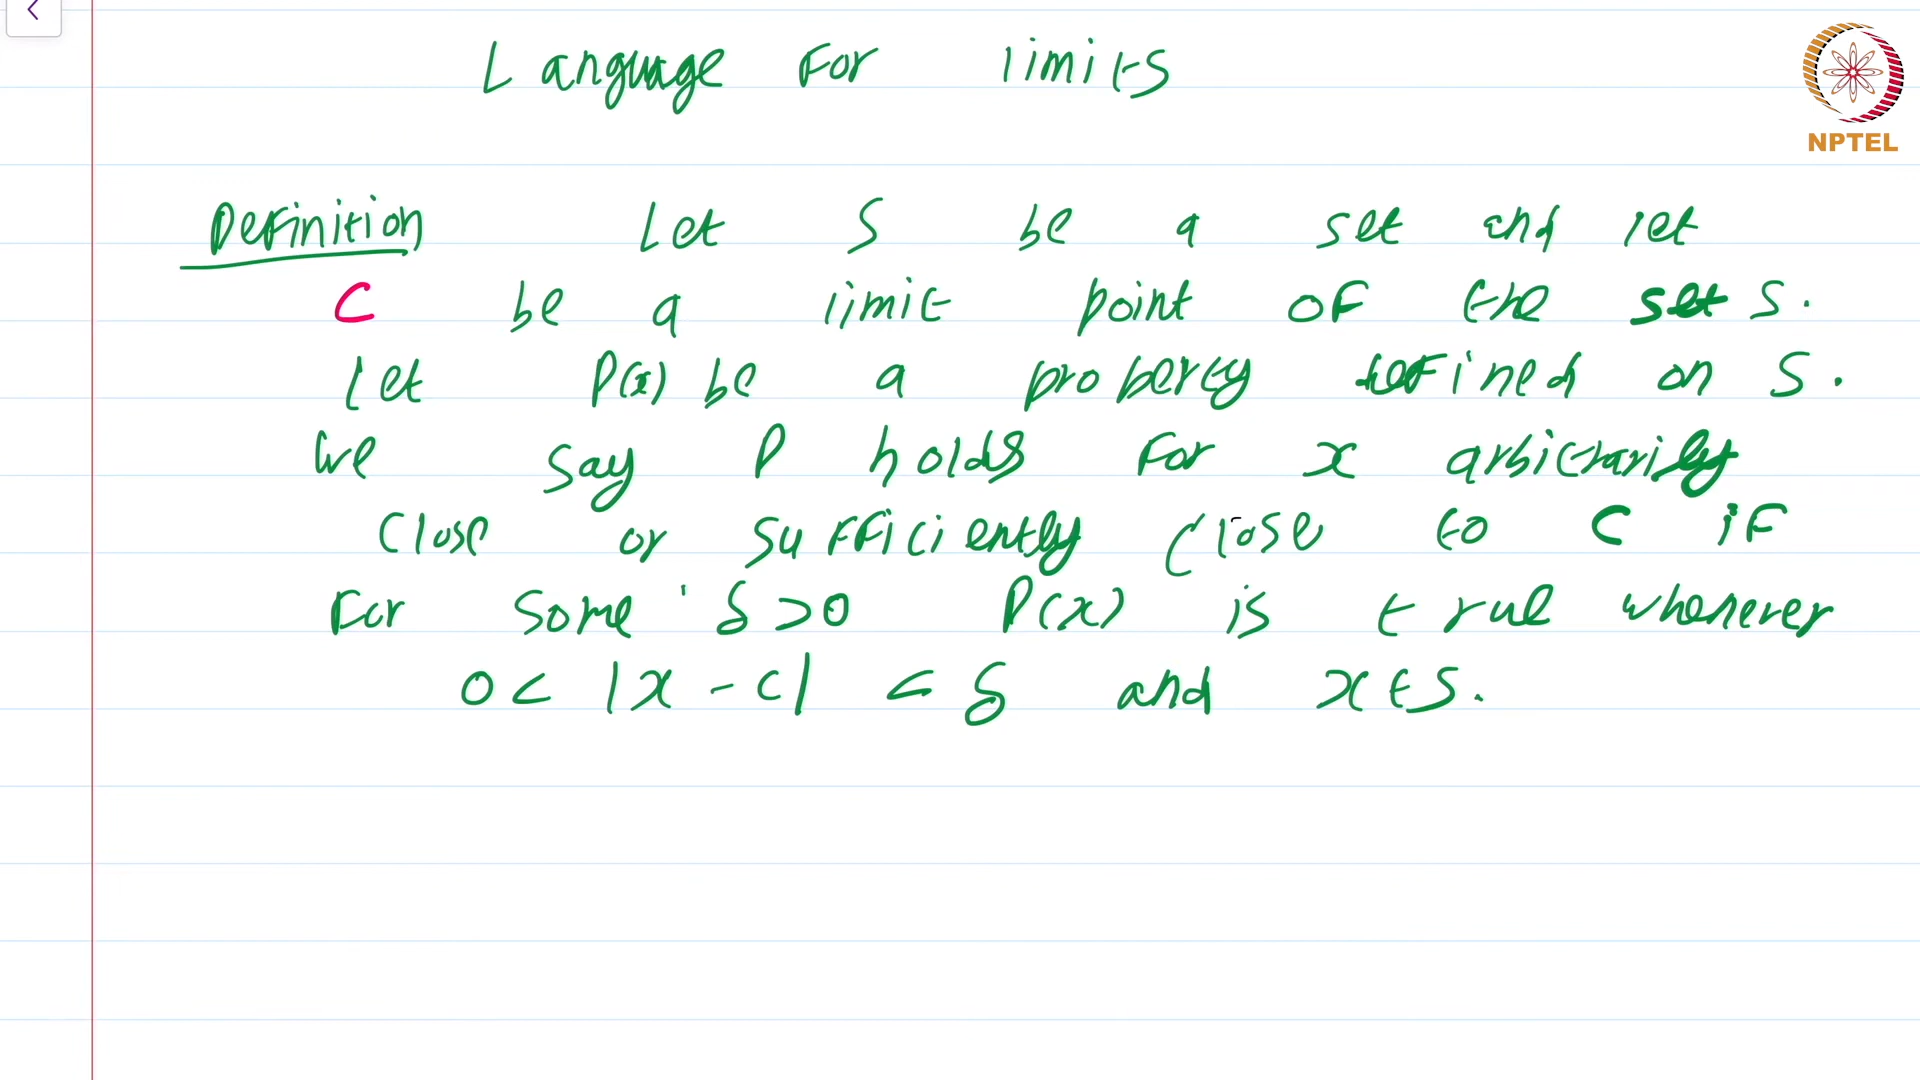 Language for limits
NPTEL
Definition Let S be a set and let
C be a limit point of the set S.
Let P(x) be a property defined on S.
We say P holds for x arbitrarily
close or sufficiently close to C if
for some δ > 0 P(x) is true whenever
0 < |x - c| < δ and x ∈ S.